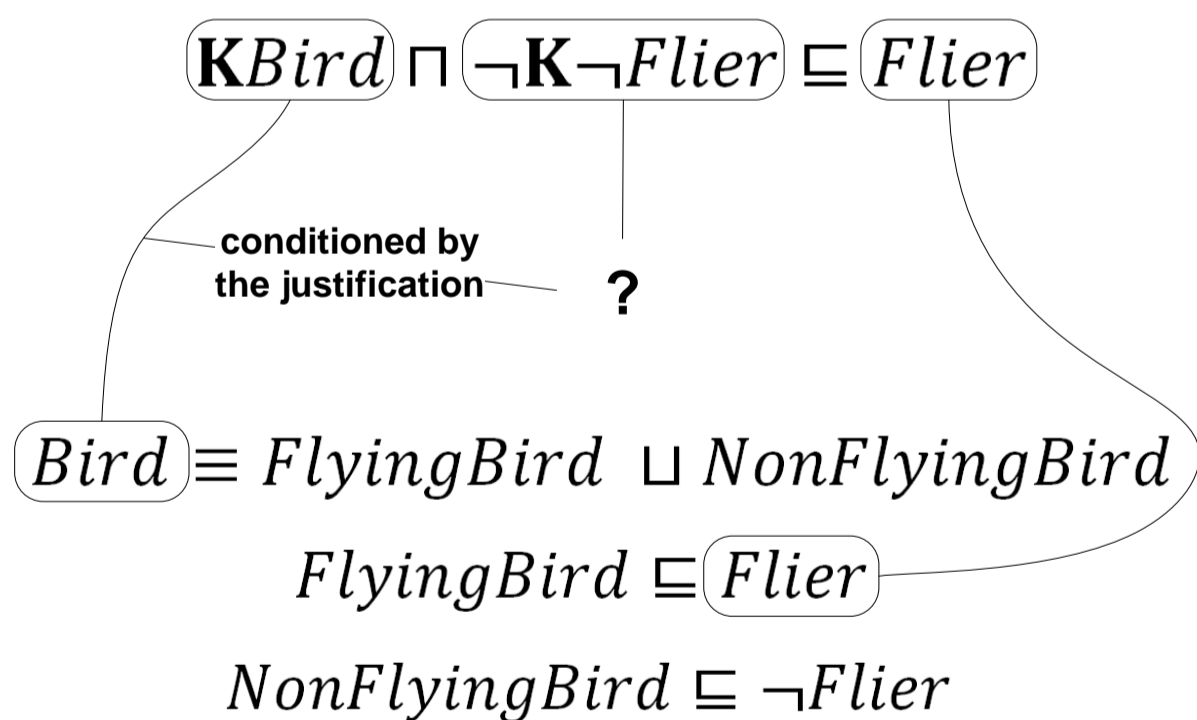 KBird ⊓ ¬K¬Flier ⊑ Flier
conditioned by
the justification
?
Bird ≡ FlyingBird ⊔ NonFlyingBird
FlyingBird ⊑ Flier
NonFlyingBird ⊑ ¬Flier